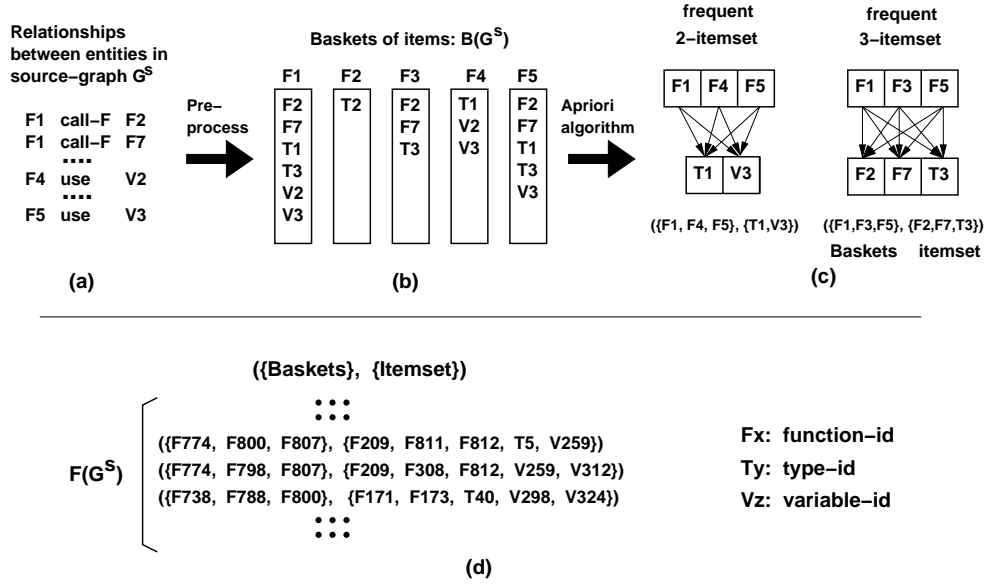 Relationships
between entities in
source-graph G^S
F1 call-F F2
F1 call-F F7
....
F4 use V2
....
F5 use V3
(a)
Pre-
process
Baskets of items: B(G^S)
F1 F2 F3 F4 F5
F2 T2 F2 T1 F2
F7 F7 V2 F7
T1 T3 V3 T1
T3 T3
V2 V3
V3
(b)
Apriori
algorithm
frequent
2-itemset
F1 F4 F5
T1 V3
({F1, F4, F5}, {T1,V3})
frequent
3-itemset
F1 F3 F5
F2 F7 T3
({F1,F3,F5}, {F2,F7,T3})
Baskets itemset
(c)
({Baskets}, {Itemset})
F(G^S)
({F774, F800, F807}, {F209, F811, F812, T5, V259})
({F774, F798, F807}, {F209, F308, F812, V259, V312})
({F738, F788, F800}, {F171, F173, T40, V298, V324})
Fx: function-id
Ty: type-id
Vz: variable-id
(d)